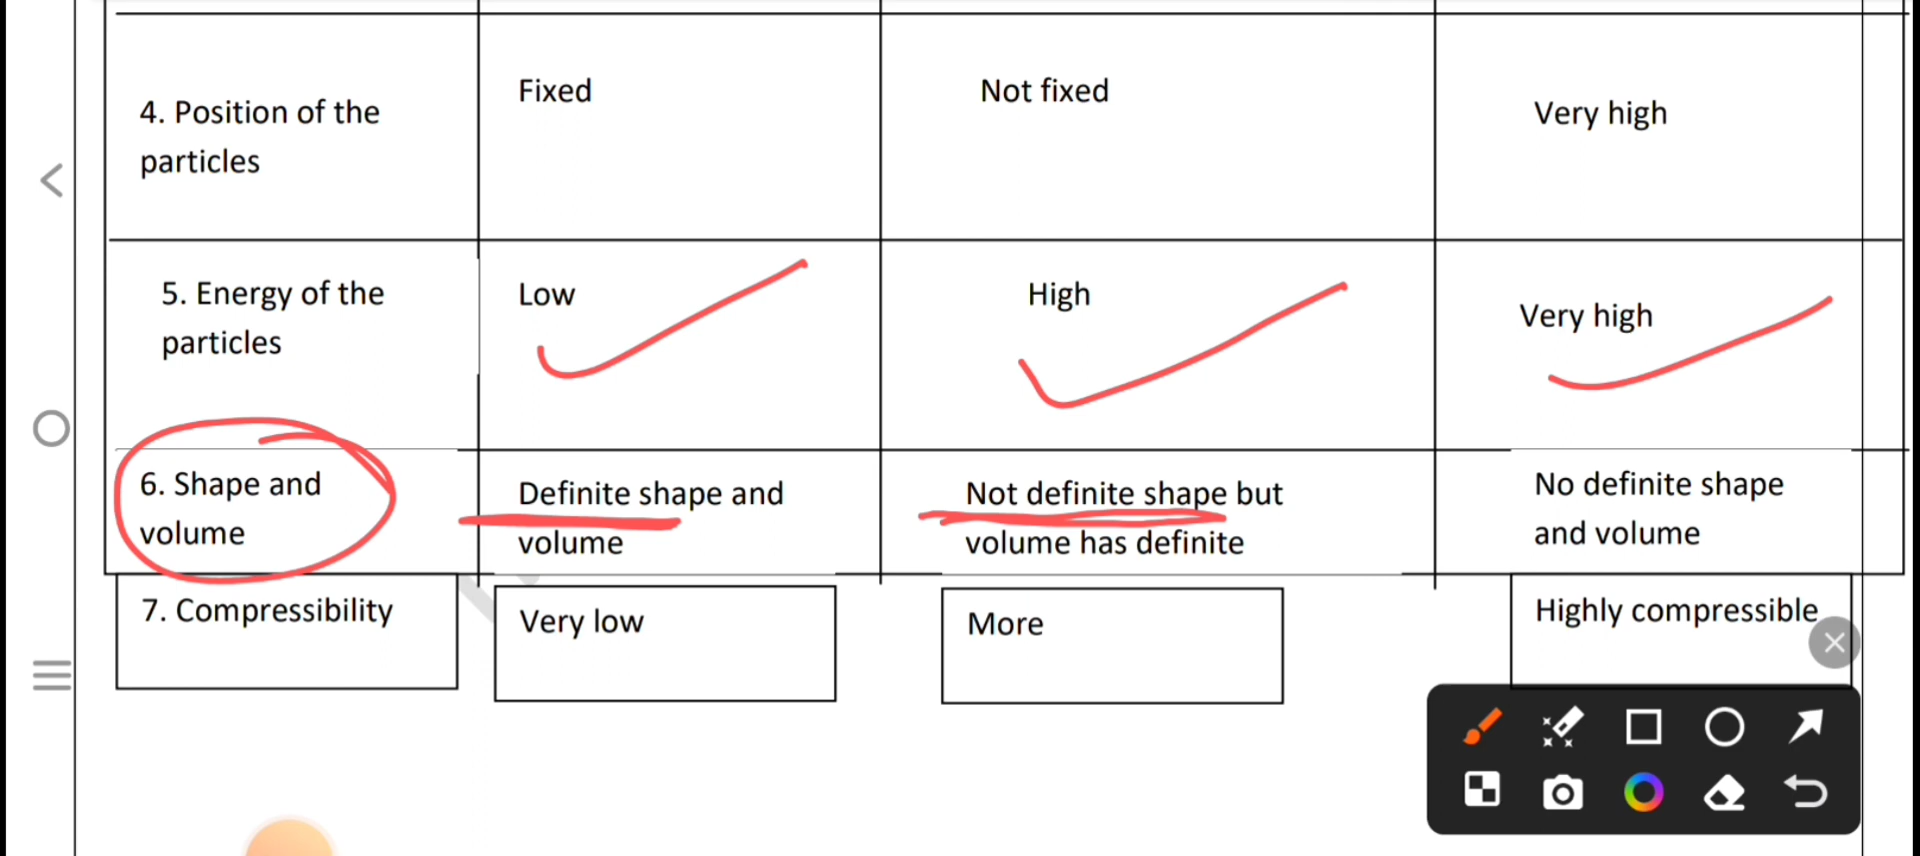 4. Position of the
particles
Fixed
Not fixed
Very high
5. Energy of the
particles
Low
High
Very high
6. Shape and
volume
Definite shape and
volume
Not definite shape but
volume has definite
No definite shape
and volume
7. Compressibility
Very low
More
Highly compressible